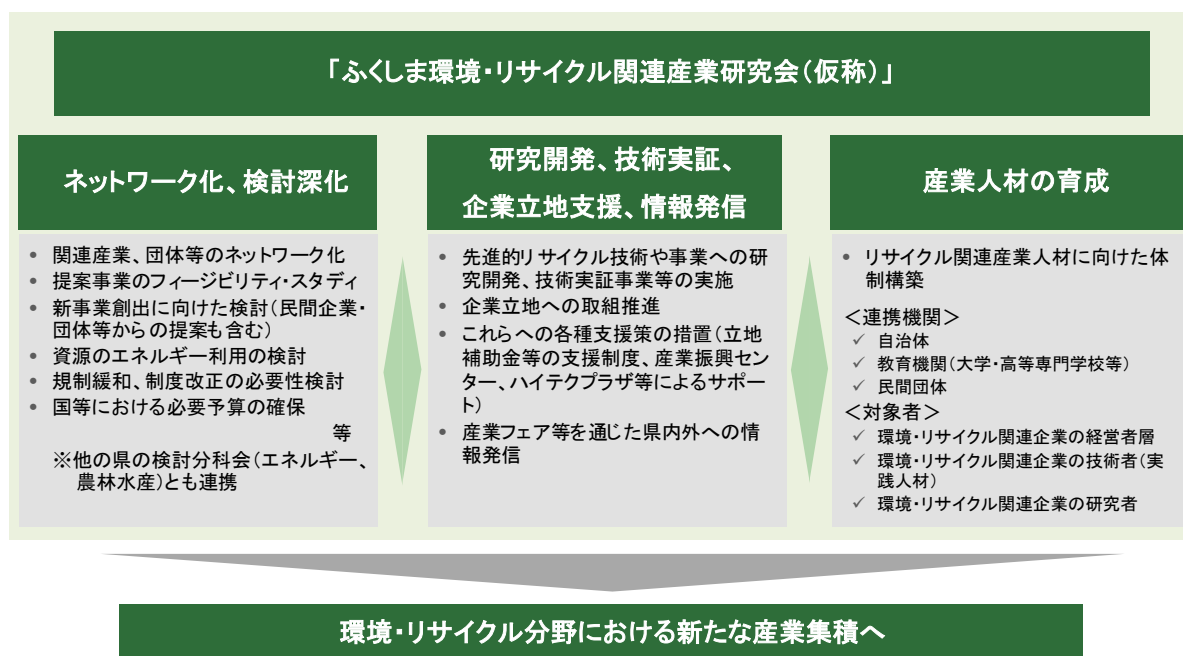 「ふくしま環境・リサイクル関連産業研究会(仮称)」
ネットワーク化、検討深化
• 関連産業、団体等のネットワーク化
• 提案事業のフィージビリティ・スタディ
• 新事業創出に向けた検討(民間企業・
団体等からの提案も含む)
• 資源のエネルギー利用の検討
• 規制緩和、制度改正の必要性検討
• 国等における必要予算の確保
等
※他の県の検討分科会(エネルギー、
農林水産)とも連携
研究開発、技術実証、
企業立地支援、情報発信
• 先進的リサイクル技術や事業への研
究開発、技術実証事業等の実施
• 企業立地への取組推進
• これらへの各種支援策の措置(立地
補助金等の支援制度、産業振興セン
ター、ハイテクプラザ等によるサポー
ト)
• 産業フェア等を通じた県内外への情
報発信
産業人材の育成
• リサイクル関連産業人材に向けた体
制構築
<連携機関>
✓ 自治体
✓ 教育機関(大学・高等専門学校等)
✓ 民間団体
<対象者>
✓ 環境・リサイクル関連企業の経営者層
✓ 環境・リサイクル関連企業の技術者(実
践人材)
✓ 環境・リサイクル関連企業の研究者
環境・リサイクル分野における新たな産業集積へ